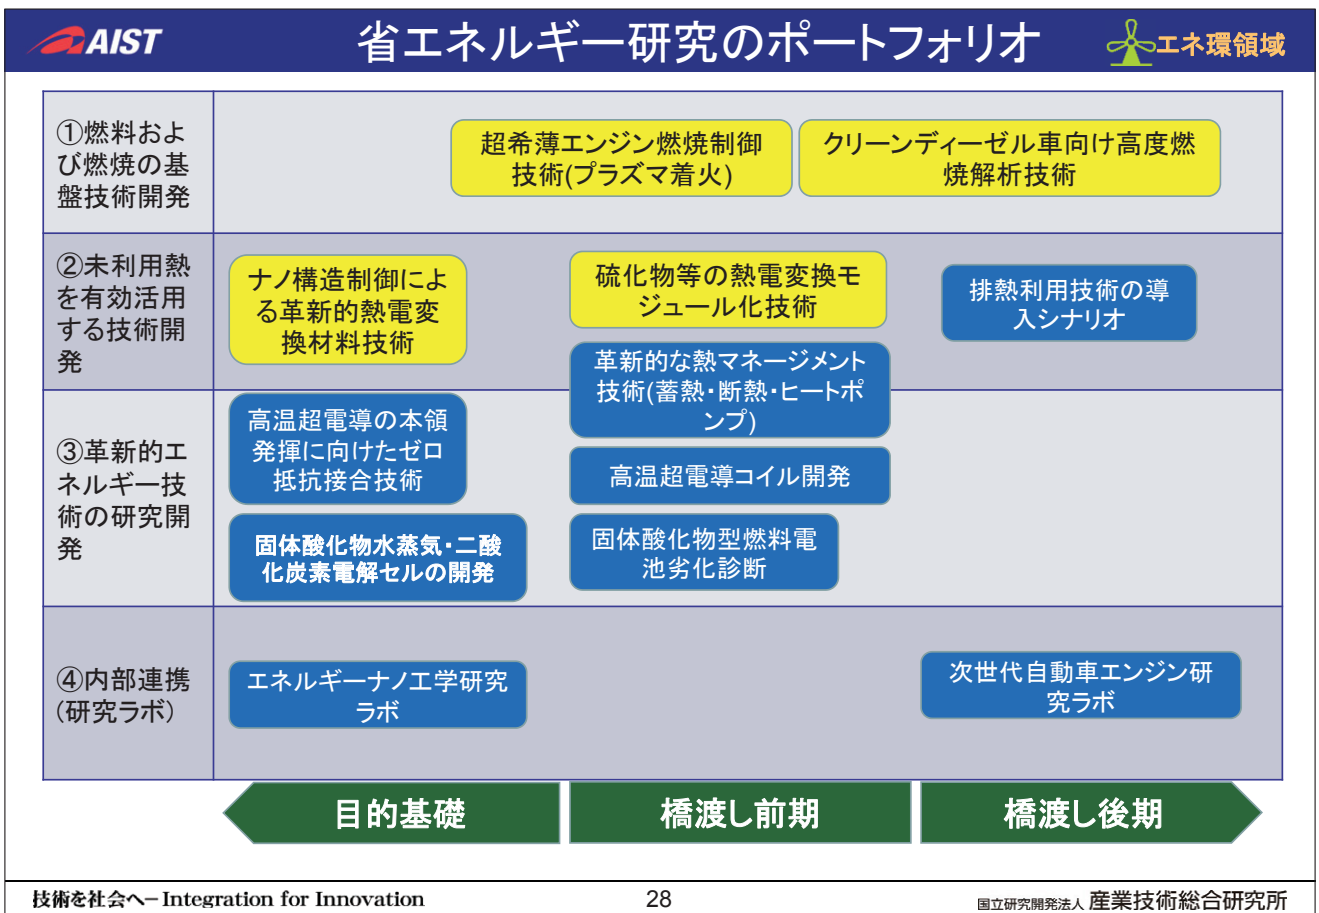 AIST
省エネルギー研究のポートフォリオ
エネ環領域
①燃料およ
び燃焼の基
盤技術開発
超希薄エンジン燃焼制御
技術(プラズマ着火)
クリーンディーゼル車向け高度燃
焼解析技術
②未利用熱
を有効活用
する技術開
発
ナノ構造制御によ
る革新的熱電変
換材料技術
硫化物等の熱電変換モ
ジュール化技術
排熱利用技術の導
入シナリオ
革新的な熱マネージメント
技術(蓄熱・断熱・ヒートポ
ンプ)
③革新的エ
ネルギー技
術の研究開
発
高温超電導の本領
発揮に向けたゼロ
抵抗接合技術
高温超電導コイル開発
固体酸化物水蒸気・二酸
化炭素電解セルの開発
固体酸化物型燃料電
池劣化診断
④内部連携
(研究ラボ)
エネルギーナノ工学研究
ラボ
次世代自動車エンジン研
究ラボ
目的基礎
橋渡し前期
橋渡し後期
技術を社会へ－Integration for Innovation
28
国立研究開発法人 産業技術総合研究所